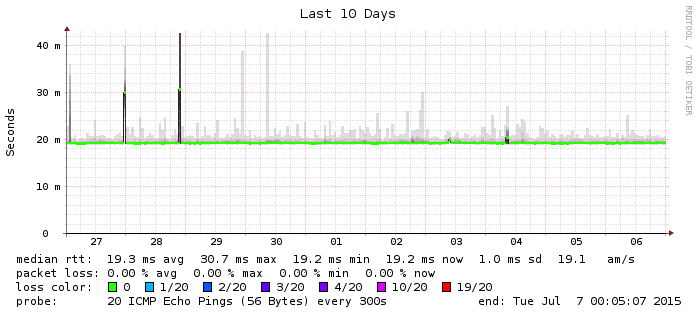 Last 10 Days
RRDTOOL / TOBI OETIKER
Seconds
40 m
30 m
20 m
10 m
0
27 28 29 30 01 02 03 04 05 06
median rtt: 19.3 ms avg 30.7 ms max 19.2 ms min 19.2 ms now 1.0 ms sd 19.1 am/s
packet loss: 0.00 % avg 0.00 % max 0.00 % min 0.00 % now
loss color: 0 1/20 2/20 3/20 4/20 10/20 19/20
probe: 20 ICMP Echo Pings (56 Bytes) every 300s end: Tue Jul 7 00:05:07 2015